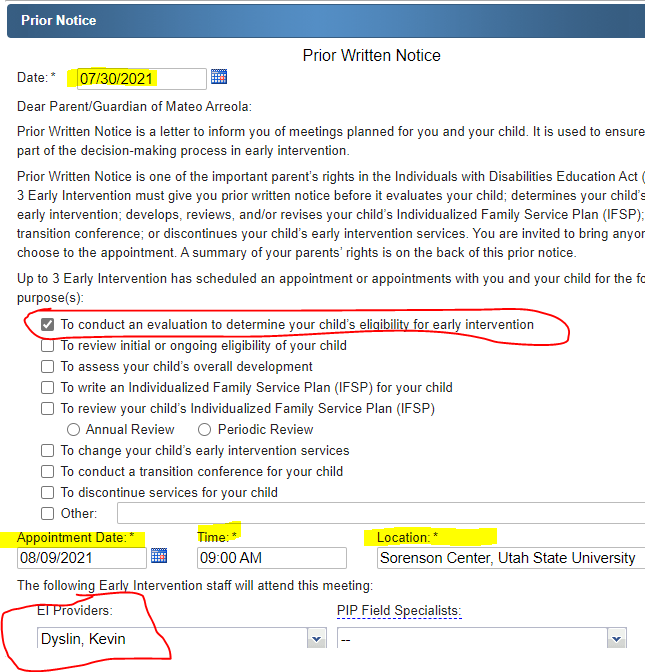 Prior Notice
Prior Written Notice
Date: * 07/30/2021
Dear Parent/Guardian of Mateo Arreola:
Prior Written Notice is a letter to inform you of meetings planned for you and your child. It is used to ensure
part of the decision-making process in early intervention.
Prior Written Notice is one of the important parent's rights in the Individuals with Disabilities Education Act (
3 Early Intervention must give you prior written notice before it evaluates your child; determines your child's
early intervention; develops, reviews, and/or revises your child's Individualized Family Service Plan (IFSP);
transition conference; or discontinues your child's early intervention services. You are invited to bring anyor
choose to the appointment. A summary of your parents' rights is on the back of this prior notice.
Up to 3 Early Intervention has scheduled an appointment or appointments with you and your child for the fo
purpose(s):
To conduct an evaluation to determine your child's eligibility for early intervention
To review initial or ongoing eligibility of your child
To assess your child's overall development
To write an Individualized Family Service Plan (IFSP) for your child
To review your child's Individualized Family Service Plan (IFSP)
Annual Review Periodic Review
To change your child's early intervention services
To conduct a transition conference for your child
To discontinue services for your child
Other:
Appointment Date: * Time: * Location: *
08/09/2021 09:00 AM Sorenson Center, Utah State University
The following Early Intervention staff will attend this meeting:
EI Providers: PIP Field Specialists:
Dyslin, Kevin --